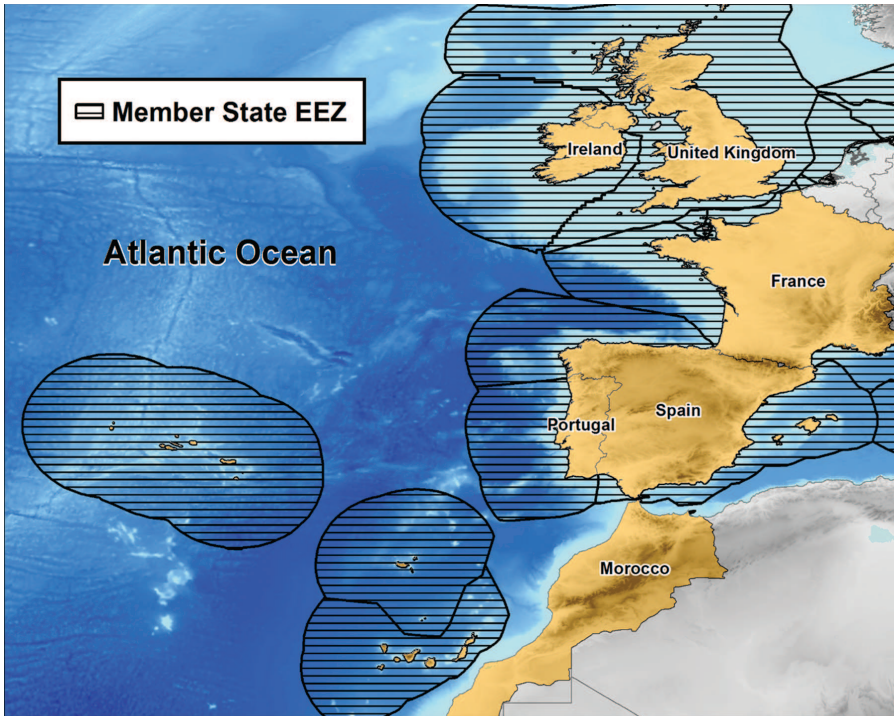 Member State EEZ
Ireland
United Kingdom
Atlantic Ocean
France
Portugal
Spain
Morocco